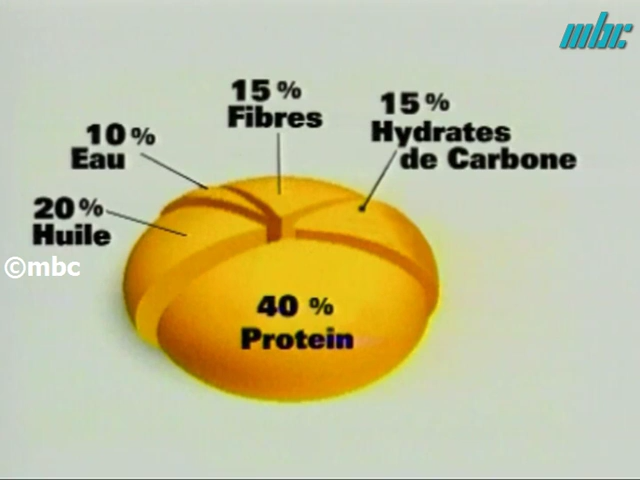 mbc
15 %
Fibres
15 %
Hydrates
de Carbone
10 %
Eau
20 %
Huile
©mbc
40 %
Protein